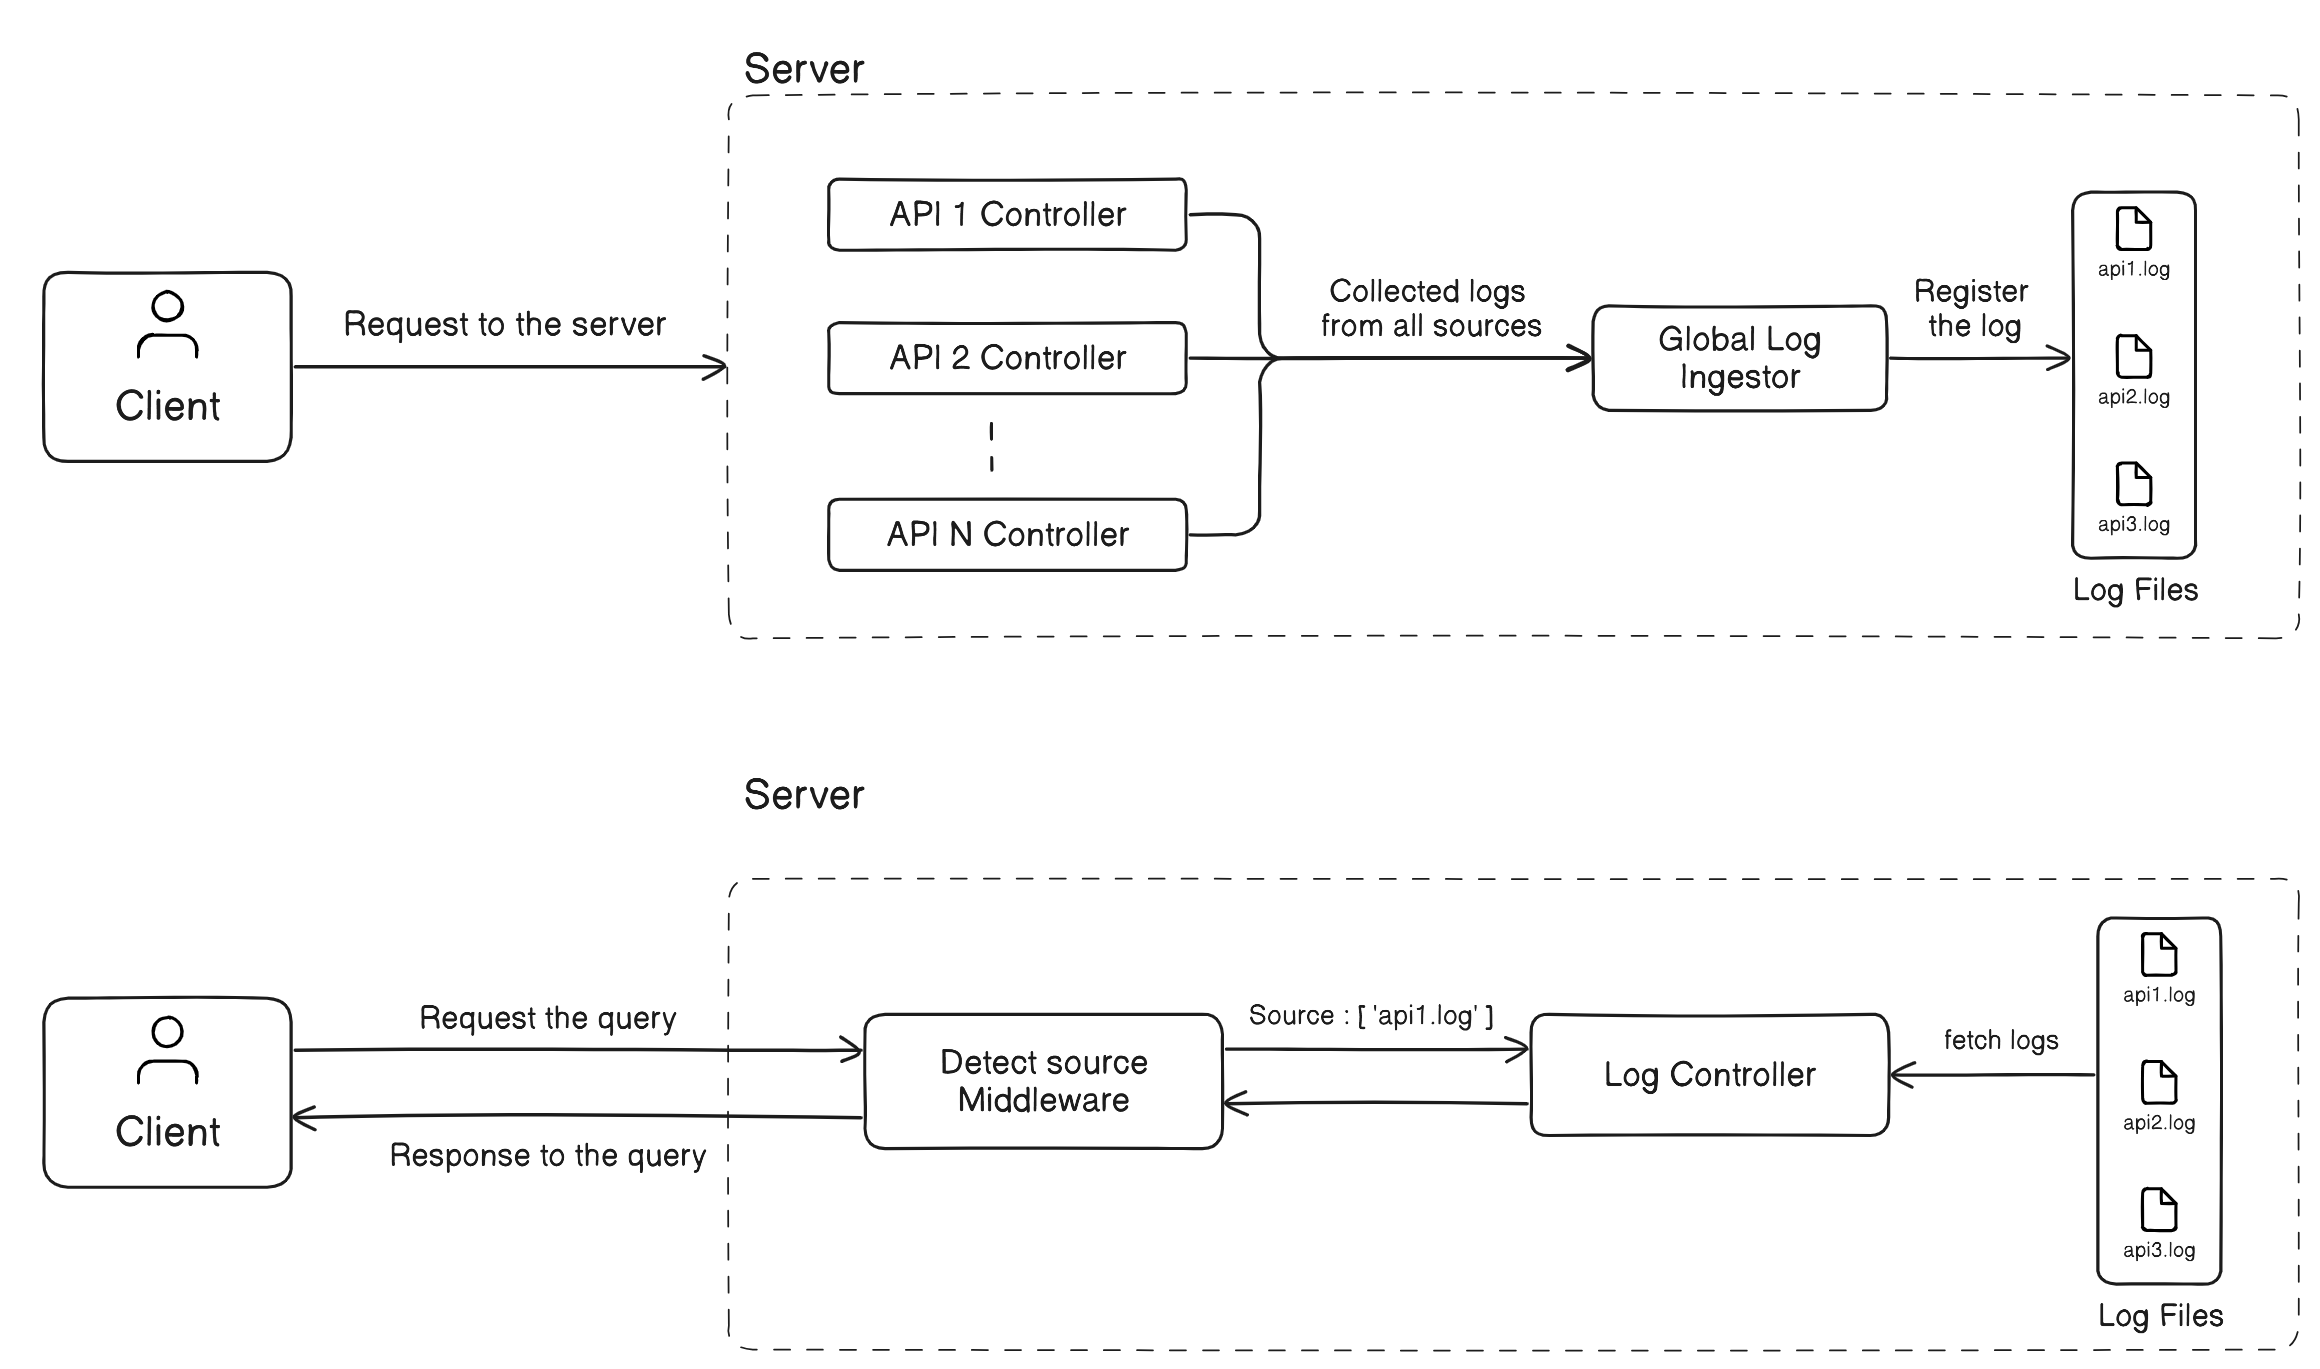 Server
API 1 Controller
API 2 Controller
API N Controller
Client
Request to the server
Collected logs
from all sources
Global Log
Ingestor
Register
the log
api1.log
api2.log
api3.log
Log Files
Server
Client
Request the query
Response to the query
Detect source
Middleware
Source : [ 'api1.log' ]
Log Controller
fetch logs
api1.log
api2.log
api3.log
Log Files